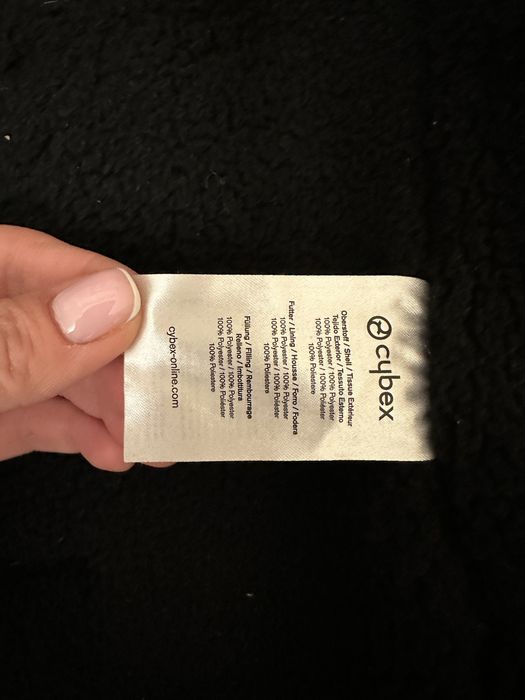 cybex
Oberstoff / Shell / Tissue Extérieur
Tejido Exterior / Tessuto Esterno
100% Polyester / 100% Polyester
100% Polyester / 100% Poliéster
100% Poliestere
Futter / Lining / Housse / Forro / Fodera
100% Polyester / 100% Polyester
100% Polyester / 100% Poliéster
100% Poliestere
Füllung / Filling / Rembourrage
Relleno / Imbottitura
100% Polyester / 100% Polyester
100% Polyester / 100% Poliéster
100% Poliestere
cybex-online.com